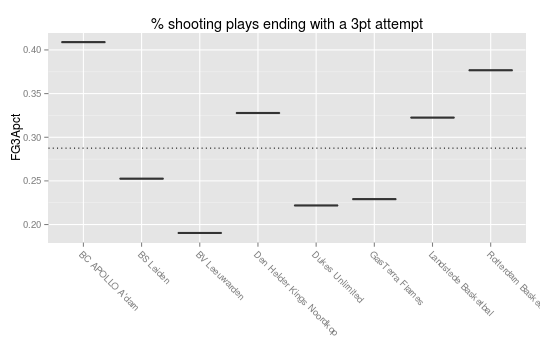 % shooting plays ending with a 3pt attempt
FG3Apct
0.40
0.35
0.30
0.25
0.20
BC APOLLO A'dam
BS Leiden
BV Leeuwarden
Den Helder Kings Noordkop
Dukes Unlimited
GasTerra Flames
Landstede Basketbal
Rotterdam Baske